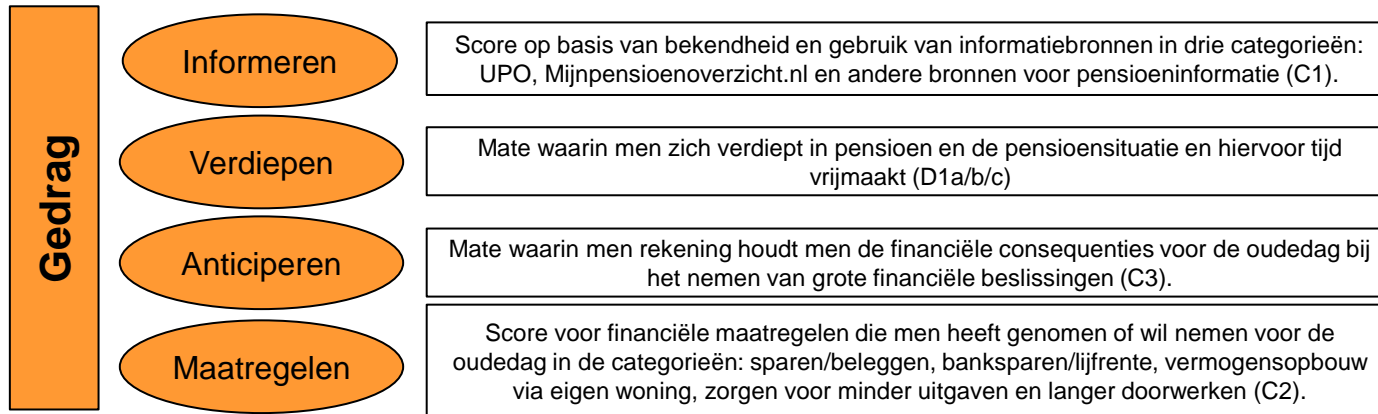 Gedrag
Informeren
Score op basis van bekendheid en gebruik van informatiebronnen in drie categorieën:
UPO, Mijnpensioenoverzicht.nl en andere bronnen voor pensioeninformatie (C1).
Verdiepen
Mate waarin men zich verdiept in pensioen en de pensioensituatie en hiervoor tijd
vrijmaakt (D1a/b/c)
Anticiperen
Mate waarin men rekening houdt men de financiële consequenties voor de oudedag bij
het nemen van grote financiële beslissingen (C3).
Maatregelen
Score voor financiële maatregelen die men heeft genomen of wil nemen voor de
oudedag in de categorieën: sparen/beleggen, banksparen/lijfrente, vermogensopbouw
via eigen woning, zorgen voor minder uitgaven en langer doorwerken (C2).